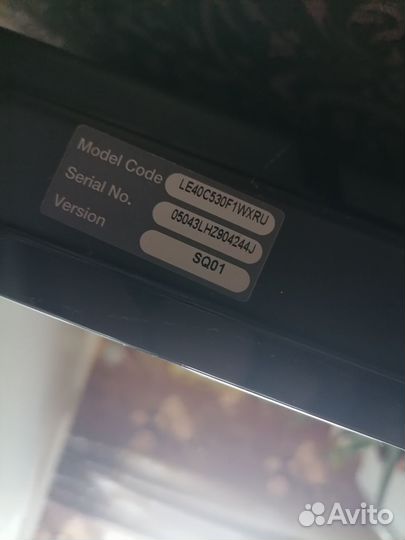 Model Code LE40C530F1WXRU
Serial No. 05043LHZ904244J
Version SQ01
Avito